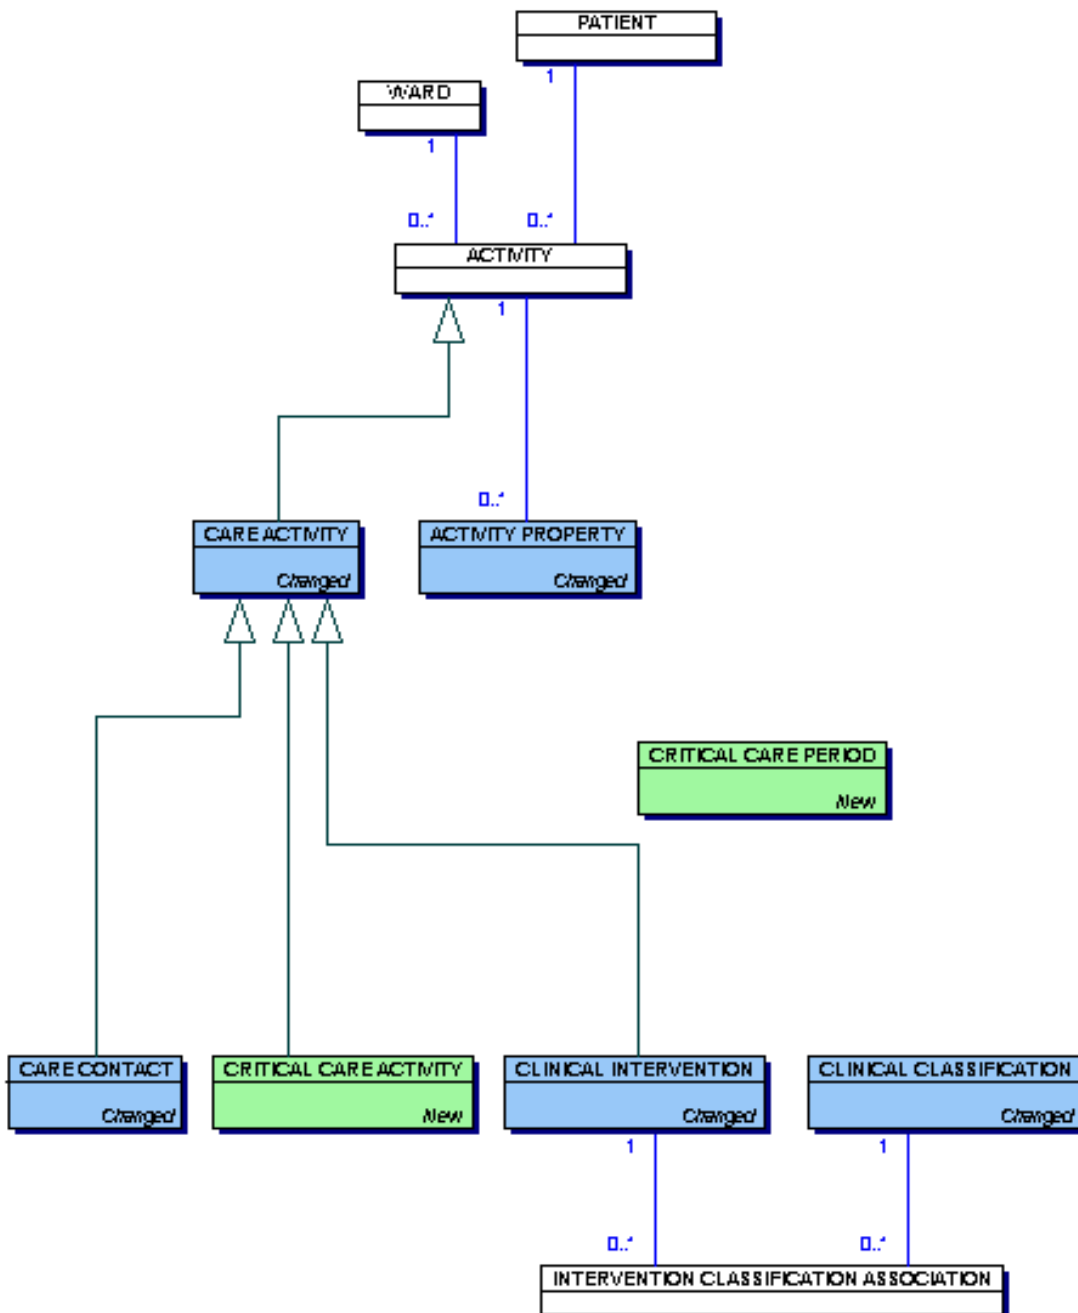 PATIENT
1
WARD
1
0..*
0..*
ACTIVITY
1
0..*
CARE ACTIVITY
Changed
ACTIVITY PROPERTY
Changed
CRITICAL CARE PERIOD
New
CARE CONTACT
Changed
CRITICAL CARE ACTIVITY
New
CLINICAL INTERVENTION
Changed
CLINICAL CLASSIFICATION
Changed
1
1
0..*
0..*
INTERVENTION CLASSIFICATION ASSOCIATION